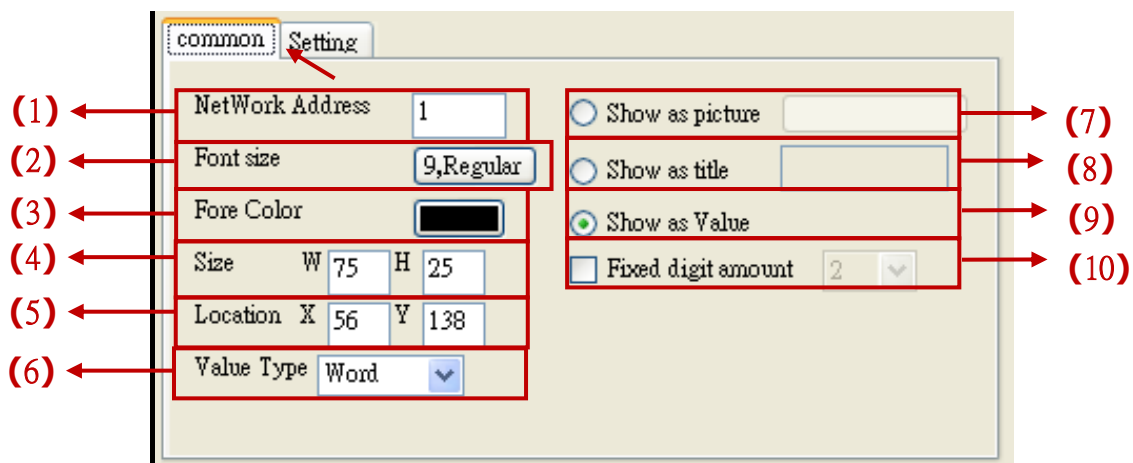 common Setting
(1) NetWork Address 1
(2) Font size 9,Regular
(3) Fore Color
(4) Size W 75 H 25
(5) Location X 56 Y 138
(6) Value Type Word
Show as picture (7)
Show as title (8)
Show as Value (9)
Fixed digit amount 2 (10)